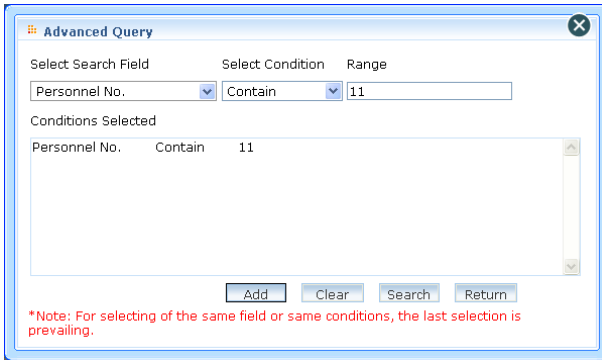 Advanced Query
Select Search Field Select Condition Range
Personnel No. Contain 11
Conditions Selected
Personnel No. Contain 11
Add Clear Search Return
*Note: For selecting of the same field or same conditions, the last selection is
prevailing.